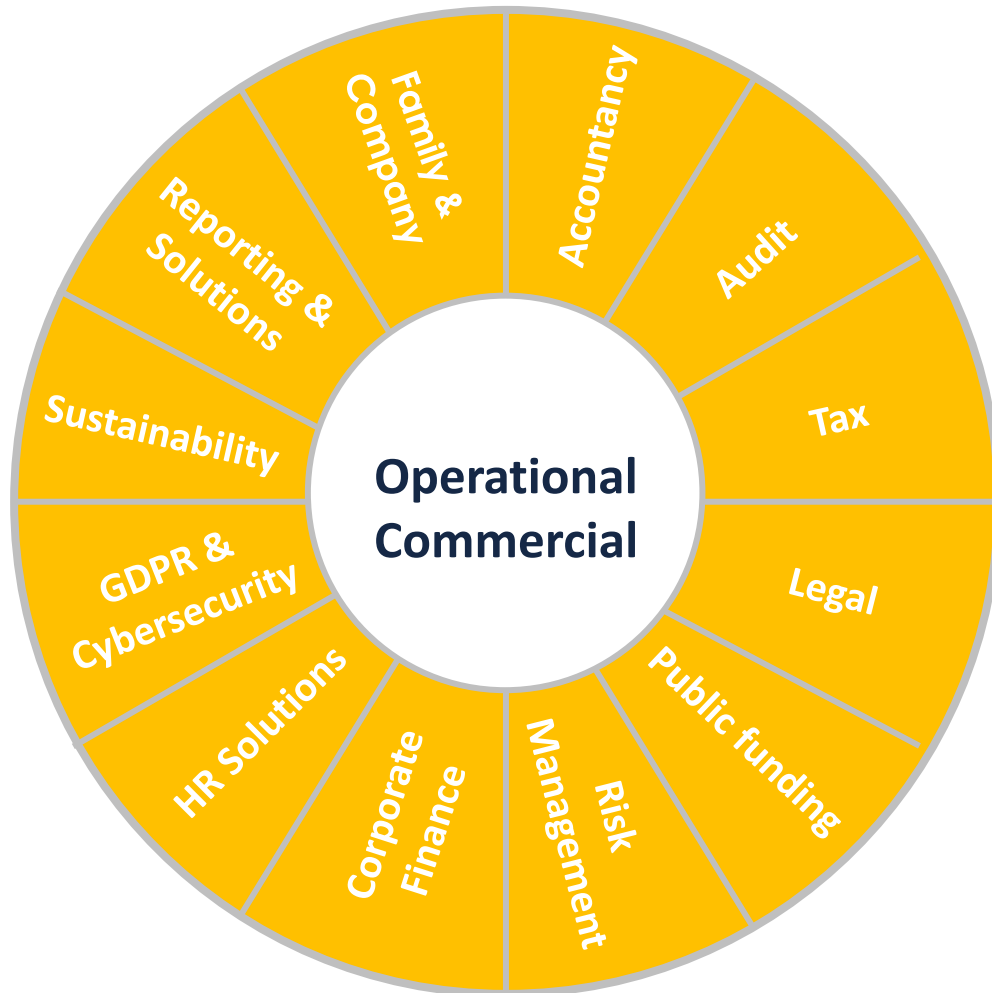 Accountancy
Audit
Tax
Legal
Public funding
Risk
Management
Corporate
Finance
HR Solutions
GDPR &
Cybersecurity
Sustainability
Reporting &
Solutions
Family &
Company
Operational
Commercial